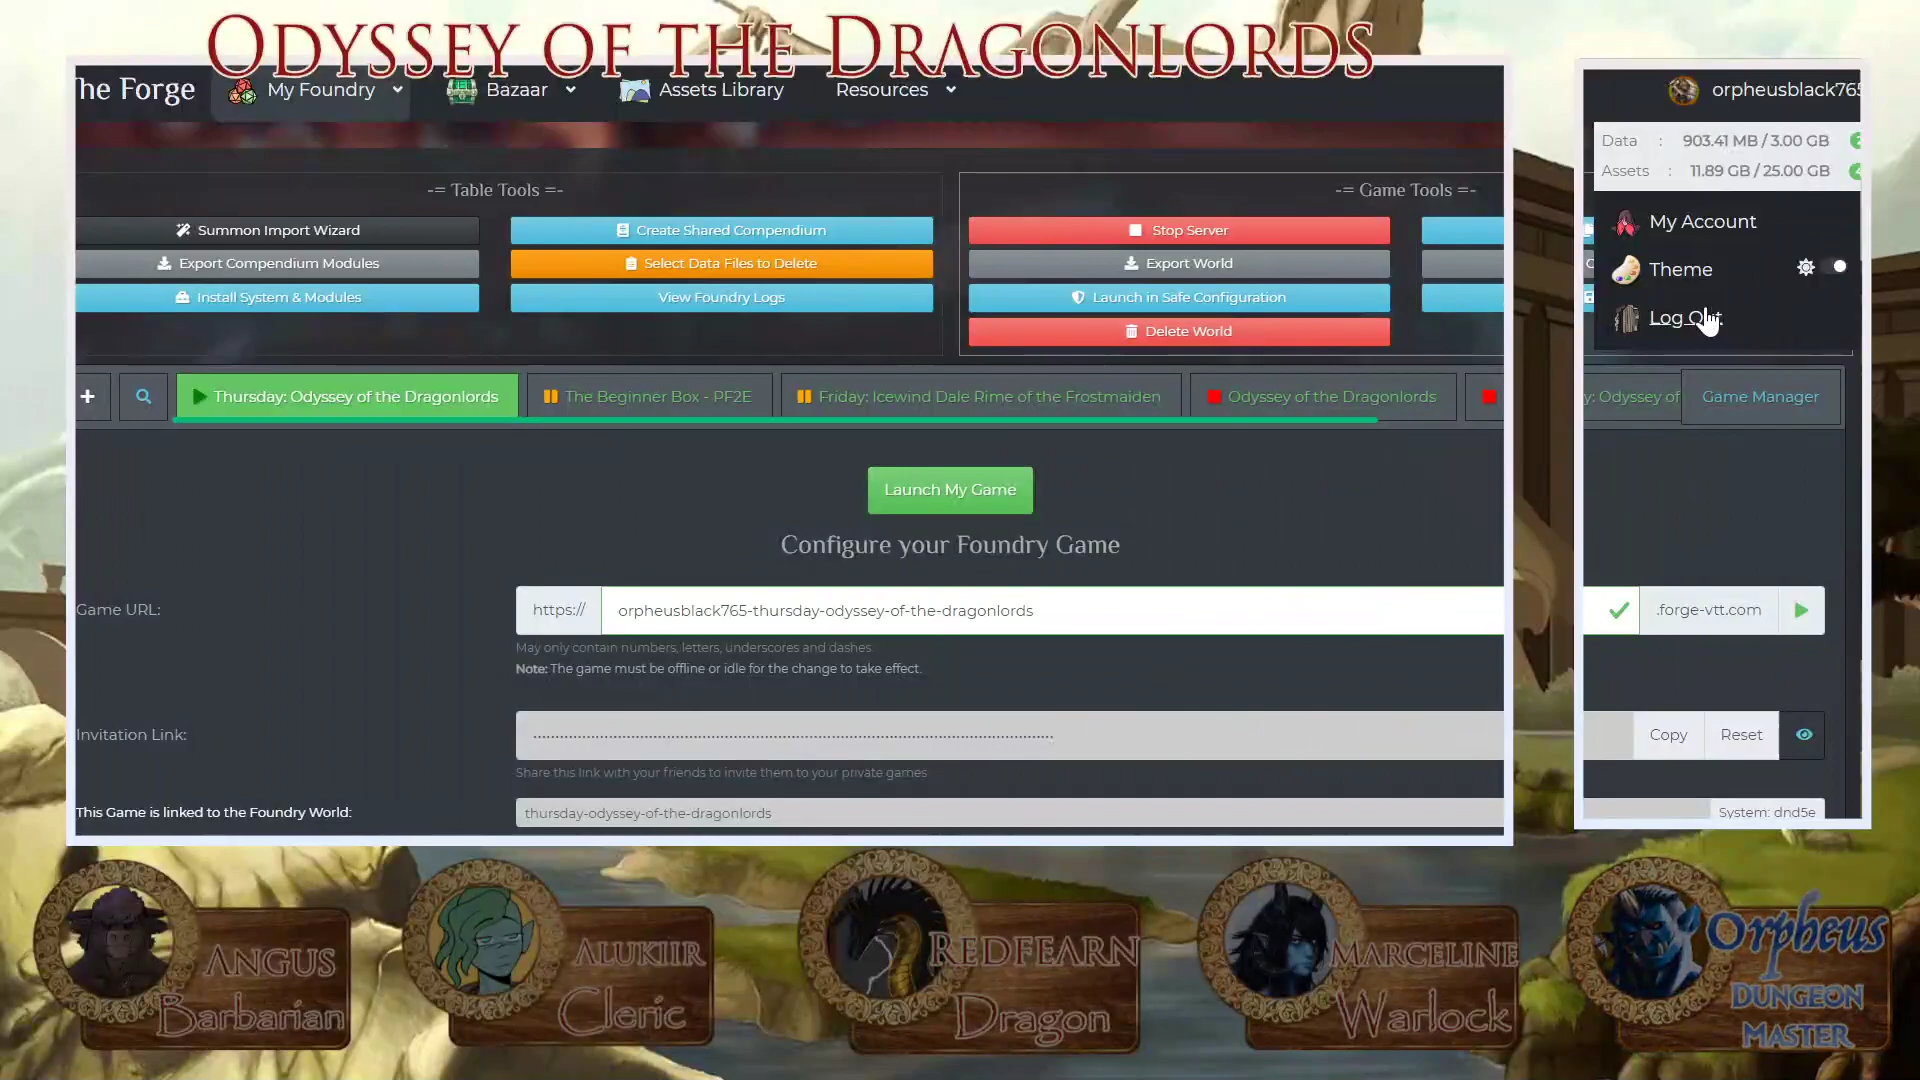 ODYSSEY OF THE DRAGONLORDS
he Forge My Foundry Bazaar Assets Library Resources
orpheusblack765
Data : 903.41 MB / 3.00 GB
Assets : 11.89 GB / 25.00 GB
My Account
Theme
Log Out
-= Table Tools =-
Summon Import Wizard Create Shared Compendium
Export Compendium Modules Select Data Files to Delete
Install System & Modules View Foundry Logs
-= Game Tools =-
Stop Server
Export World
Launch in Safe Configuration
Delete World
Thursday: Odyssey of the Dragonlords The Beginner Box - PF2E Friday: Icewind Dale Rime of the Frostmaiden Odyssey of the Dragonlords y: Odyssey of Game Manager
Launch My Game
Configure your Foundry Game
Game URL: https:// orpheusblack765-thursday-odyssey-of-the-dragonlords .forge-vtt.com
May only contain numbers, letters, underscores and dashes
Note: The game must be offline or idle for the change to take effect.
Invitation Link: Copy Reset
Share this link with your friends to invite them to your private games
This Game is linked to the Foundry World: thursday-odyssey-of-the-dragonlords System: dnd5e
ANGUS
Barbarian
ALUKIIR
Cleric
REDFEARN
Dragon
MARCELINE
Warlock
Orpheus
DUNGEON
MASTER